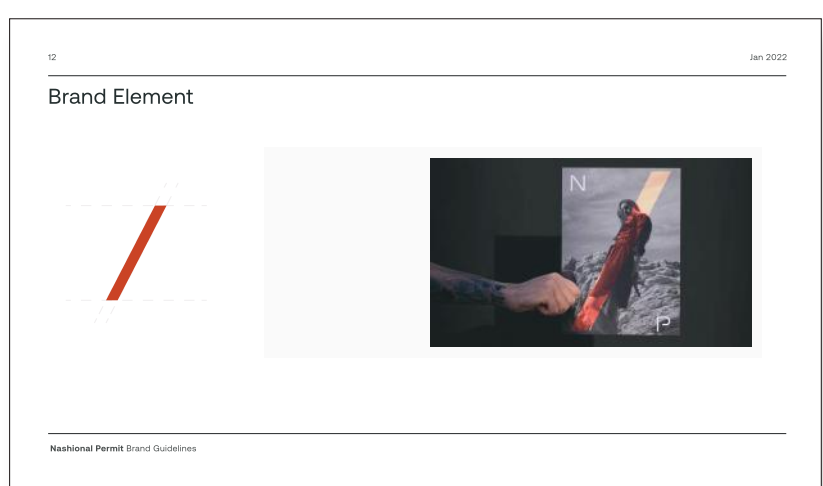 12
Jan 2022
Brand Element
N
P
Nashional Permit Brand Guidelines